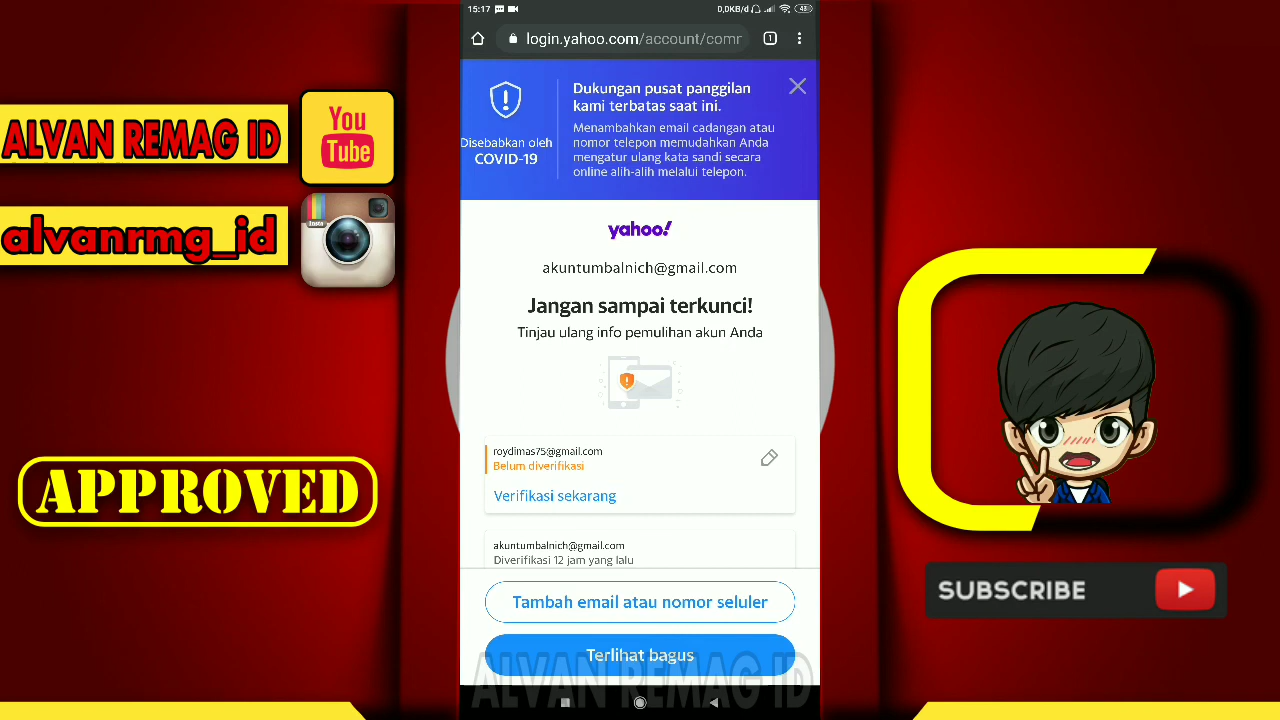 ALVAN REMAG ID
You
Tube
Insta
alvanrmg_id
APPROVED
15:17
0,0KB/d
48
login.yahoo.com/account/comr
1
Disebabkan oleh
COVID-19
Dukungan pusat panggilan
kami terbatas saat ini.
Menambahkan email cadangan atau
nomor telepon memudahkan Anda
mengatur ulang kata sandi secara
online alih-alih melalui telepon.
yahoo!
akuntumbalnich@gmail.com
Jangan sampai terkunci!
Tinjau ulang info pemulihan akun Anda
roydimas75@gmail.com
Belum diverifikasi
Verifikasi sekarang
akuntumbalnich@gmail.com
Diverifikasi 12 jam yang lalu
Tambah email atau nomor seluler
Terlihat bagus
ALVAN REMAG ID
SUBSCRIBE